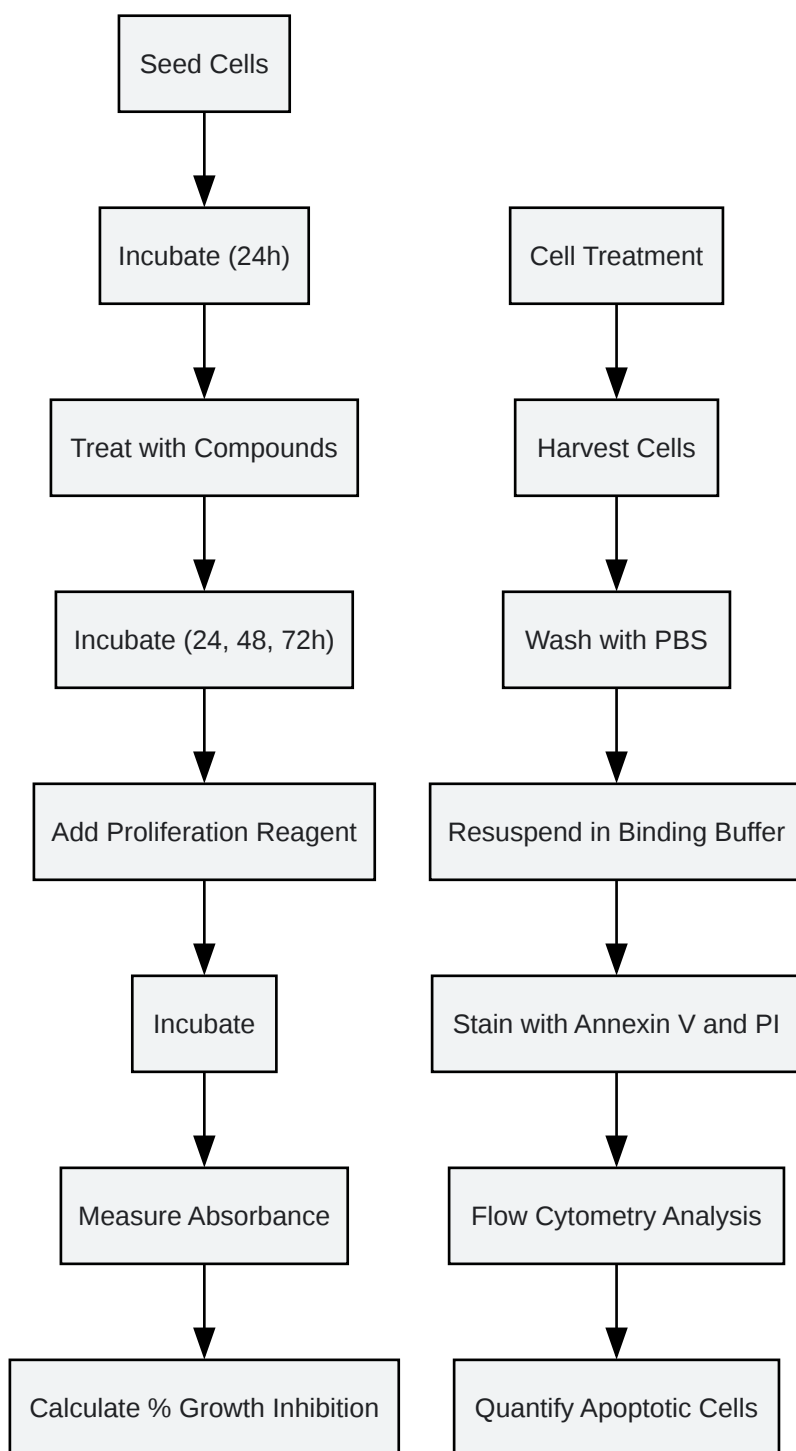 Seed Cells
Incubate (24h)
Treat with Compounds
Incubate (24, 48, 72h)
Add Proliferation Reagent
Incubate
Measure Absorbance
Calculate % Growth Inhibition
Cell Treatment
Harvest Cells
Wash with PBS
Resuspend in Binding Buffer
Stain with Annexin V and PI
Flow Cytometry Analysis
Quantify Apoptotic Cells